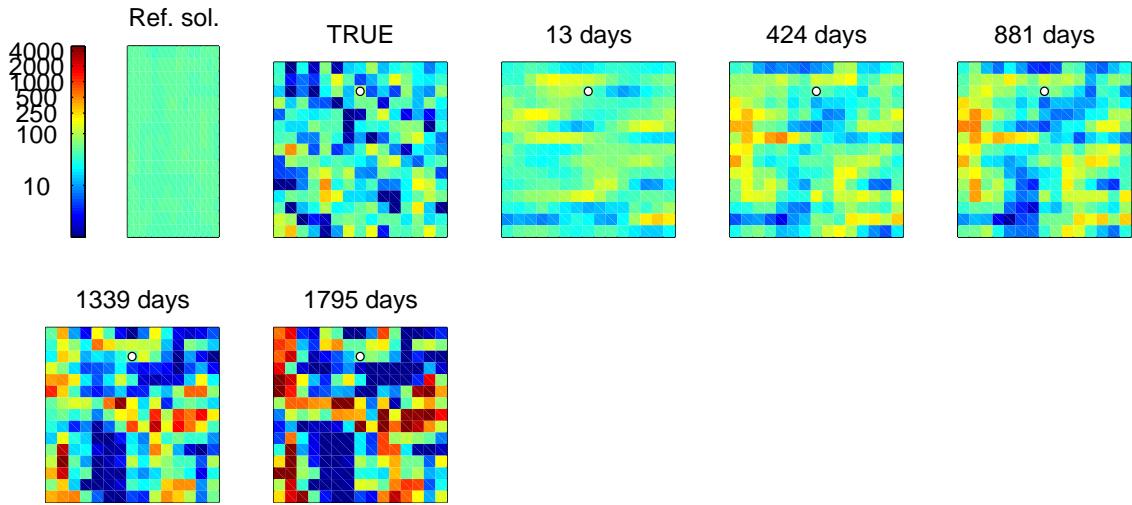 Ref. sol.
TRUE
13 days
424 days
881 days
4000
2000
1000
500
250
100
10
1339 days
1795 days